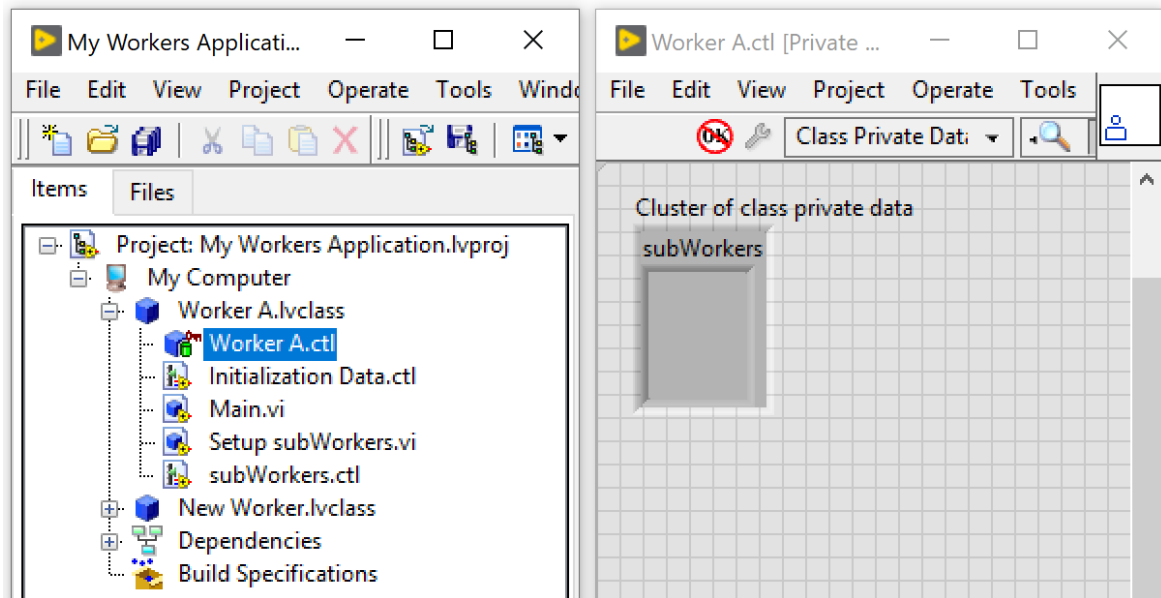 My Workers Applicati...
File Edit View Project Operate Tools Windo
Items Files
Project: My Workers Application.lvproj
My Computer
Worker A.lvclass
Worker A.ctl
Initialization Data.ctl
Main.vi
Setup subWorkers.vi
subWorkers.ctl
New Worker.lvclass
Dependencies
Build Specifications
Worker A.ctl [Private ...
File Edit View Project Operate Tools
OK Class Private Data
Cluster of class private data
subWorkers